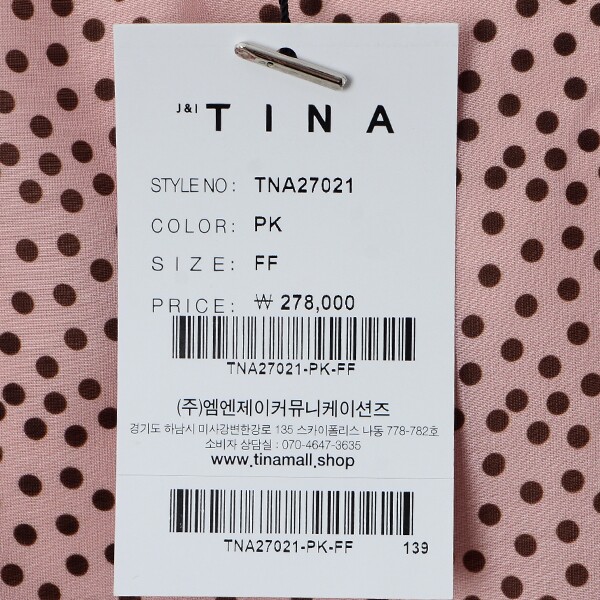 J&I TINA
STYLE NO : TNA27021
COLOR: PK
SIZE: FF
PRICE: ₩ 278,000
TNA27021-PK-FF
(주)엠엔제이커뮤니케이션즈
경기도 하남시 미사강변한강로 135 스카이폴리스 나동 778-782호
소비자 상담실 : 070-4647-3635
www.tinamall.shop
TNA27021-PK-FF 139